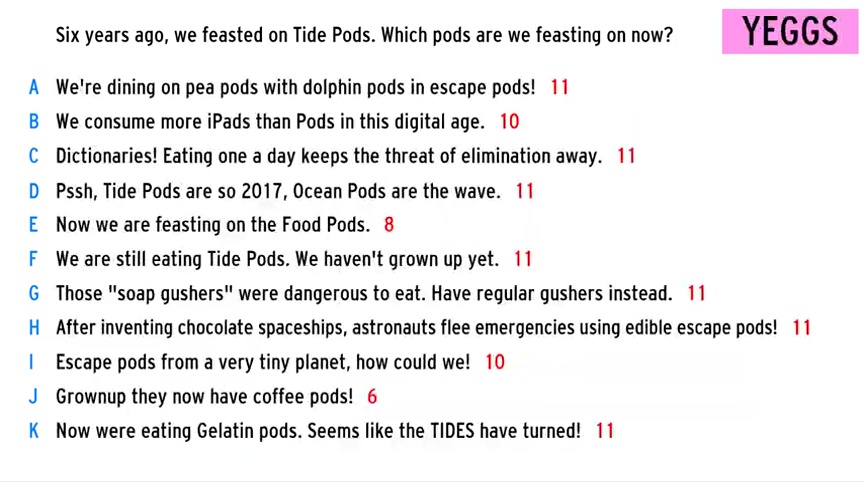 Six years ago, we feasted on Tide Pods. Which pods are we feasting on now?
YEGGS
A We're dining on pea pods with dolphin pods in escape pods! 11
B We consume more iPads than Pods in this digital age. 10
C Dictionaries! Eating one a day keeps the threat of elimination away. 11
D Pssh, Tide Pods are so 2017, Ocean Pods are the wave. 11
E Now we are feasting on the Food Pods. 8
F We are still eating Tide Pods. We haven't grown up yet. 11
G Those "soap gushers" were dangerous to eat. Have regular gushers instead. 11
H After inventing chocolate spaceships, astronauts flee emergencies using edible escape pods! 11
I Escape pods from a very tiny planet, how could we! 10
J Grownup they now have coffee pods! 6
K Now were eating Gelatin pods. Seems like the TIDES have turned! 11